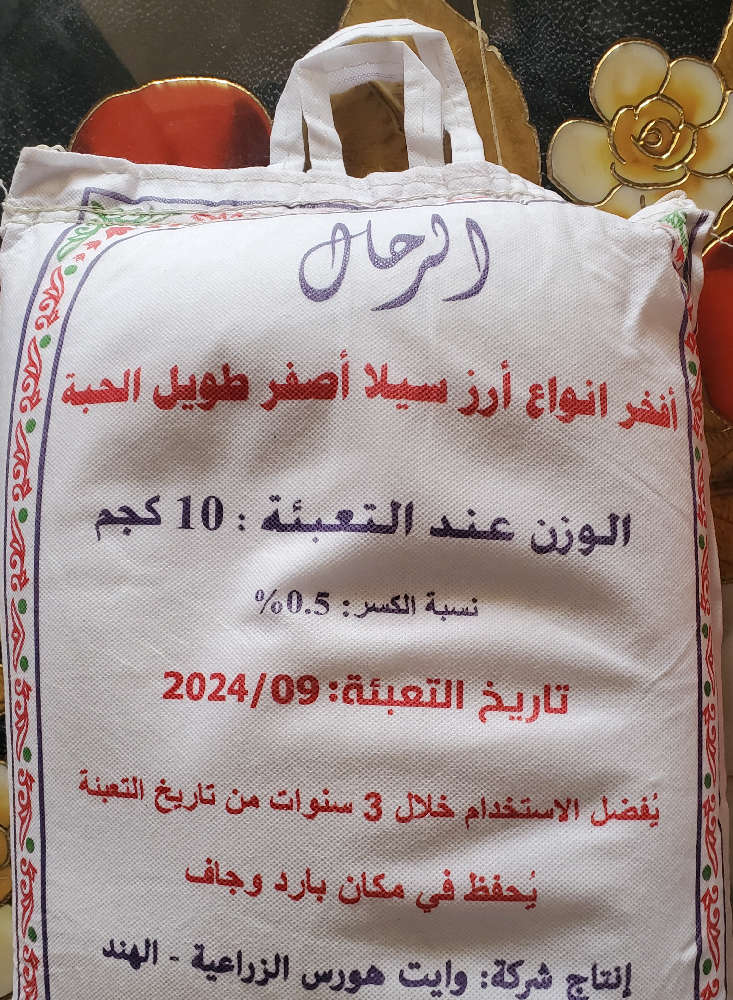 الرحال
أفخر انواع أرز سيلا أصفر طويل الحبة
الوزن عند التعبئة : 10 كجم
نسبة الكسر: 0.5%
تاريخ التعبئة: 2024/09
يُفضل الاستخدام خلال 3 سنوات من تاريخ التعبئة
يُحفظ في مكان بارد وجاف
إنتاج شركة: وايت هورس الزراعية - الهند